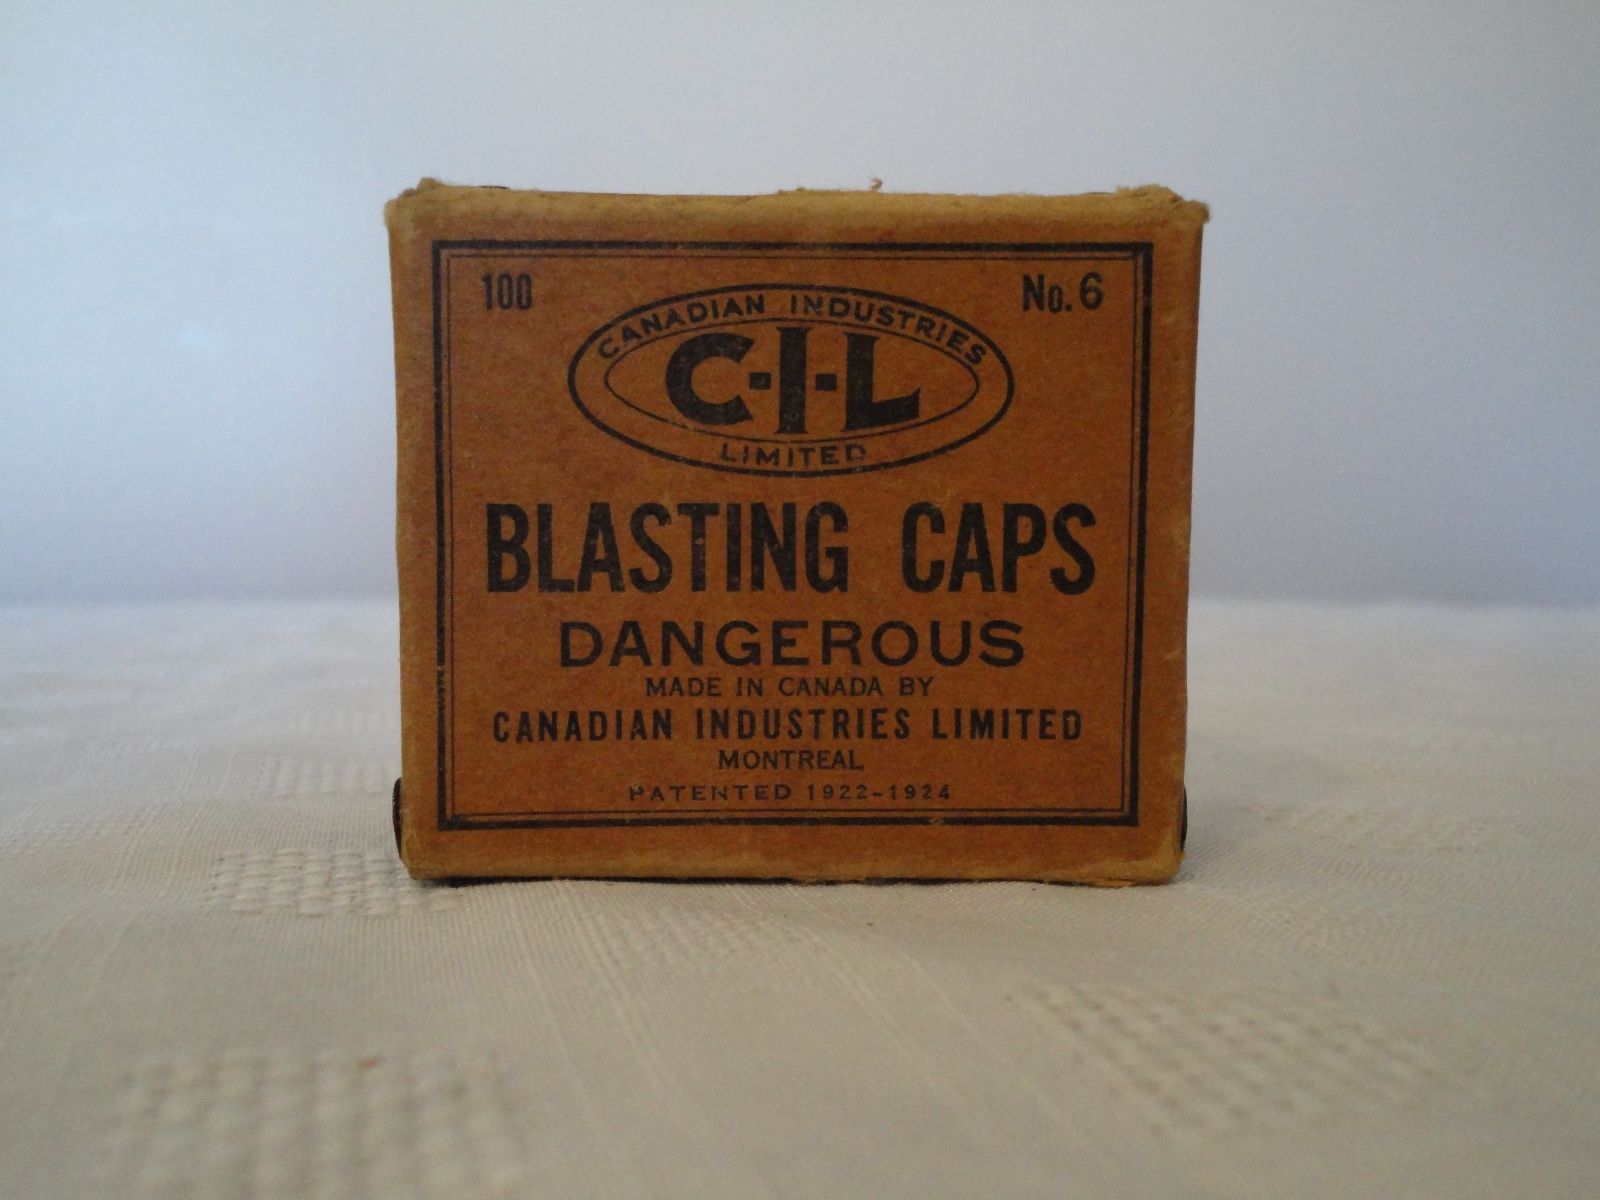 100 No. 6
CANADIAN INDUSTRIES
C-I-L
LIMITED
BLASTING CAPS
DANGEROUS
MADE IN CANADA BY
CANADIAN INDUSTRIES LIMITED
MONTREAL
PATENTED 1922-1924